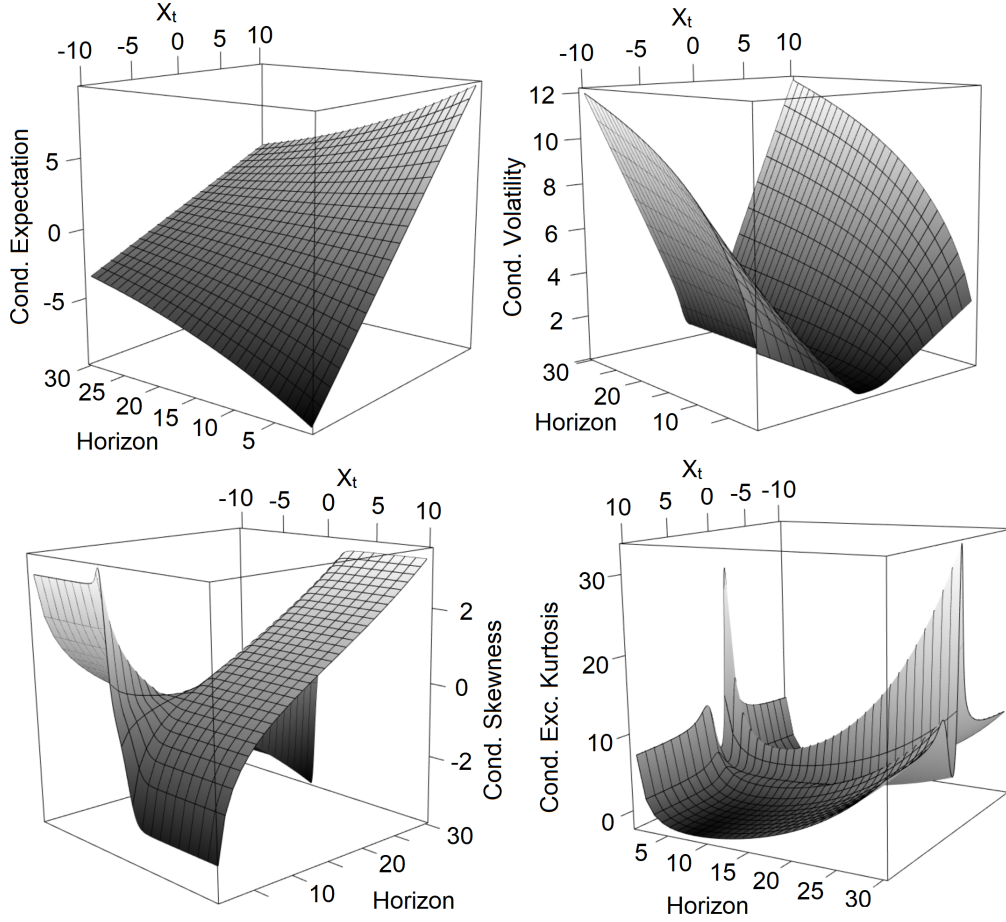 Xt
-10 -5 0 5 10
Cond. Expectation
5
0
-5
30 25 20 15 10 5
Horizon
Xt
-10 -5 0 5 10
Cond. Volatility
12
10
8
6
4
2
30 20 10
Horizon
Xt
-10 -5 0 5 10
2
0
-2
Cond. Skewness
10 20 30
Horizon
Xt
10 5 0 -5 -10
Cond. Exc. Kurtosis
30
20
10
0
5 10 15 20 25 30
Horizon